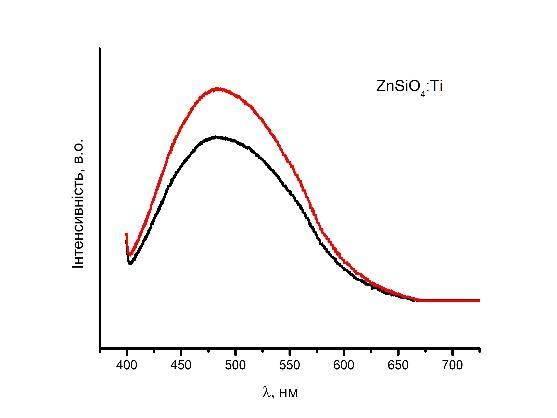 ZnSiO₄:Ti
Інтенсивність, в.о.
400 450 500 550 600 650 700
λ, нм